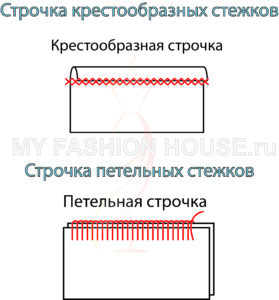 Строчка крестообразных стежков
Крестообразная строчка
MY FASHION HOUSE.ru
Строчка петельных стежков
Петельная строчка